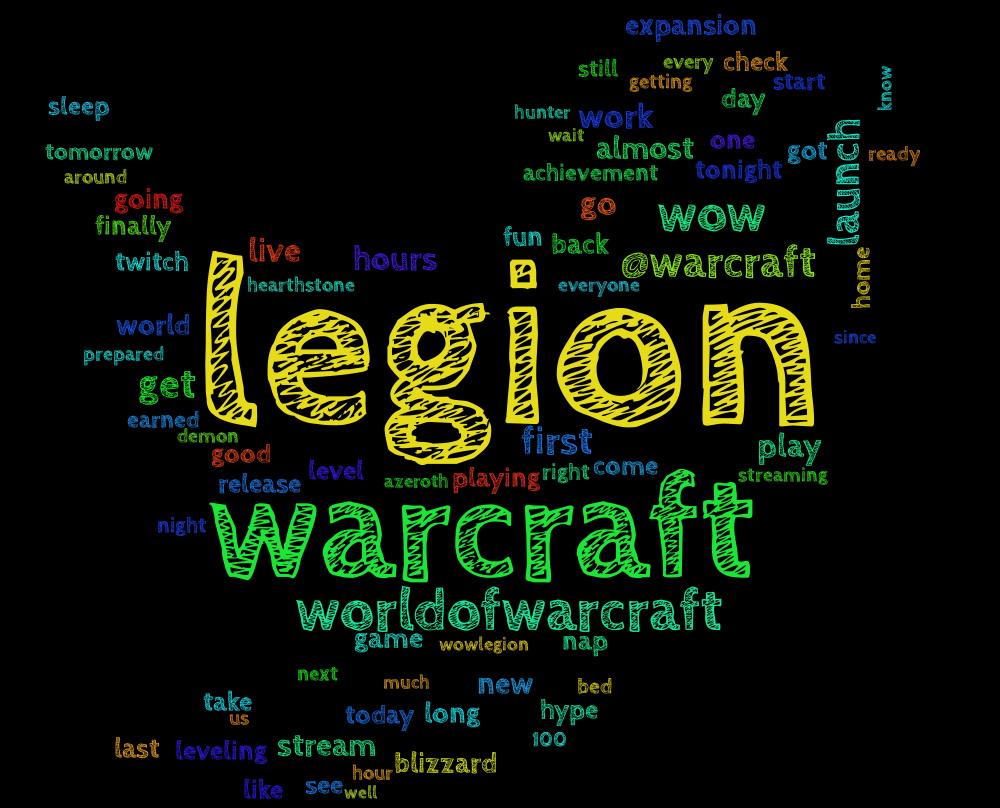 expansion
still every check
getting start
know
sleep
day
hunter work
wait
almost one
tomorrow
got ready
launch
achievement tonight
around
going
go
wow
finally
fun back
live
hours
twitch
@warcraft
hearthstone
everyone
home
legion
world
since
prepared
get
earned
demon
first
play
good
level
right come
release
azeroth playing
streaming
night
warcraft
worldofwarcraft
game wowlegion nap
next
much new bed
take
us
today long hype
100
last leveling stream
blizzard
hour
like see well